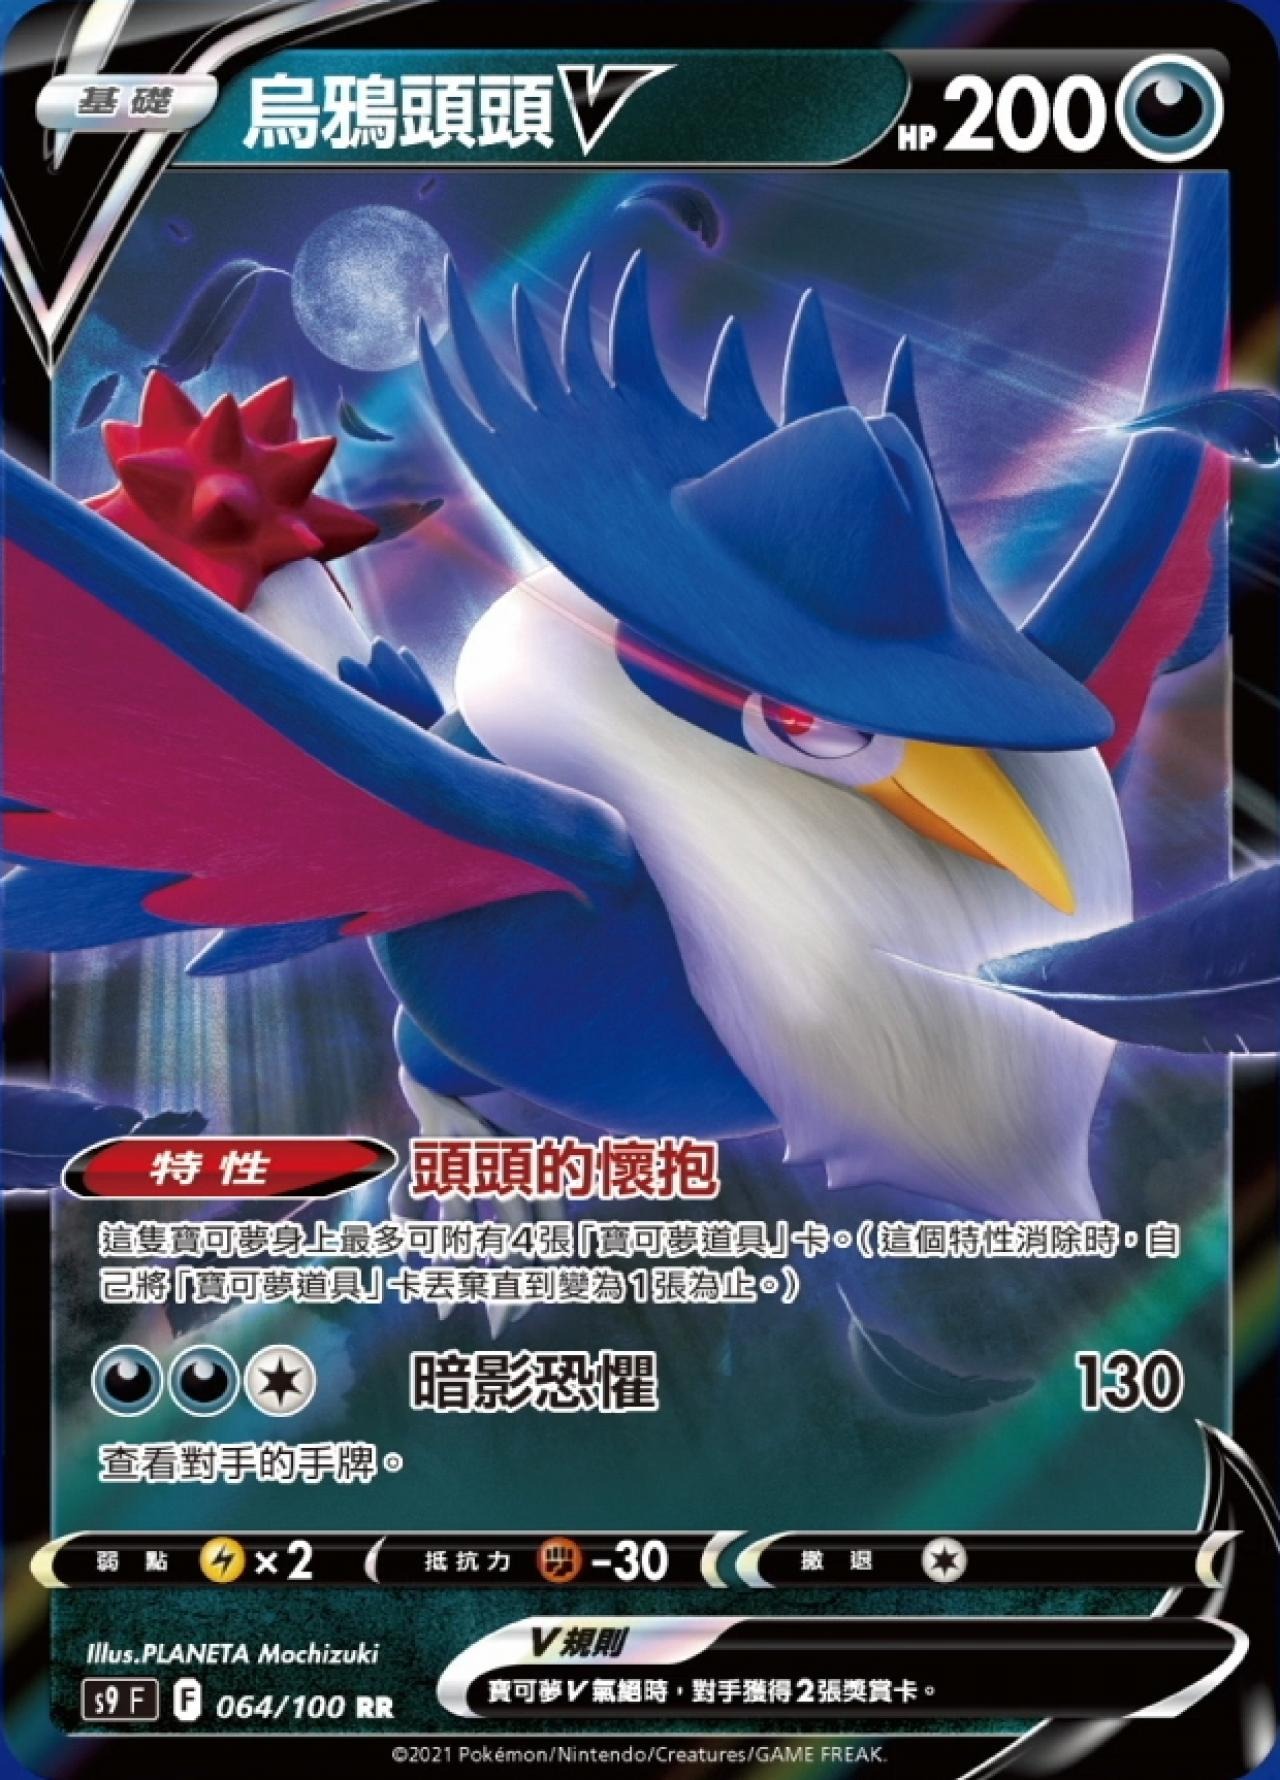 基礎 烏鴉頭頭V HP200
特性 頭頭的懷抱
這隻寶可夢身上最多可附有4張「寶可夢道具」卡。(這個特性消除時,自
己將「寶可夢道具」卡丟棄直到變為1張為止。)
暗影恐懼 130
查看對手的手牌。
弱點 ×2 抵抗力 -30 撤退
Illus.PLANETA Mochizuki
V規則
寶可夢V氣絕時,對手獲得2張獎賞卡。
s9 F F 064/100 RR
©2021 Pokémon/Nintendo/Creatures/GAME FREAK.